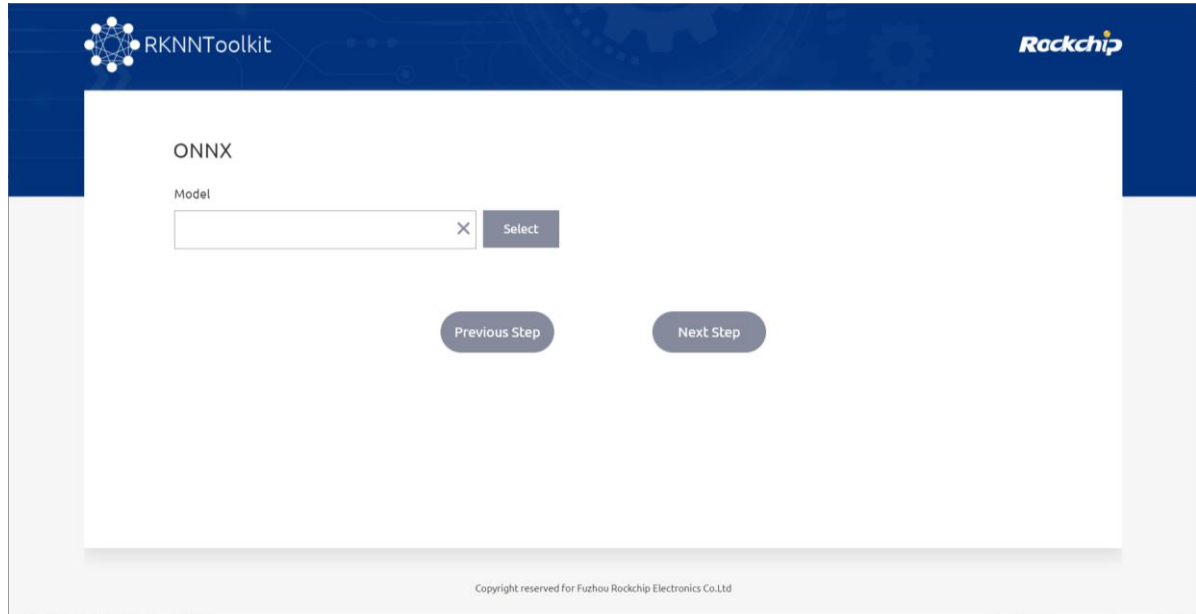 RKNNToolkit
Rockchip
ONNX
Model
Select
Previous Step
Next Step
Copyright reserved for Fuzhou Rockchip Electronics Co.Ltd